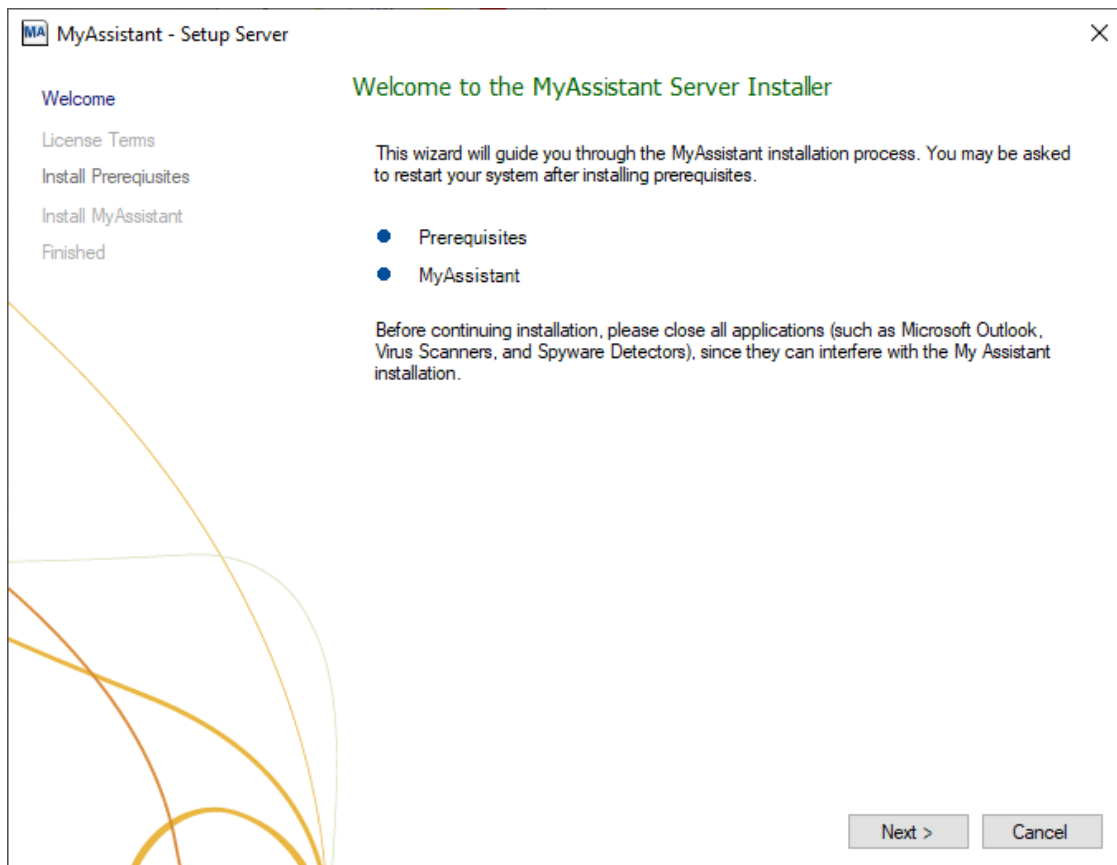 MA MyAssistant - Setup Server
Welcome
License Terms
Install Prereqiusites
Install MyAssistant
Finished
Welcome to the MyAssistant Server Installer
This wizard will guide you through the MyAssistant installation process. You may be asked
to restart your system after installing prerequisites.
Prerequisites
MyAssistant
Before continuing installation, please close all applications (such as Microsoft Outlook,
Virus Scanners, and Spyware Detectors), since they can interfere with the My Assistant
installation.
Next >
Cancel